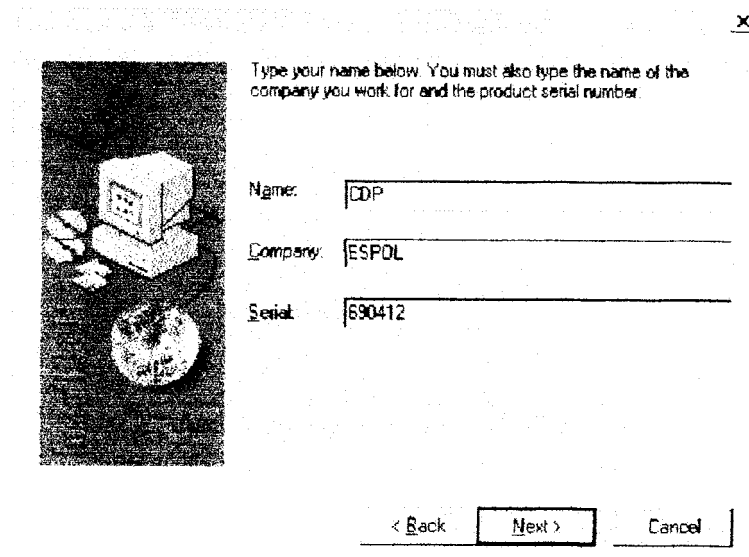 Type your name below. You must also type the name of the
company you work for and the product serial number.
Name: CDP
Company: ESPOL
Serial: 690412
< Back Next > Cancel